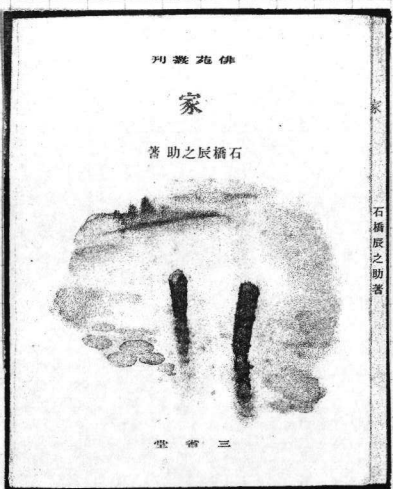 俳苑叢刊
家
石橋辰之助 著
三省堂
家
石橋辰之助著